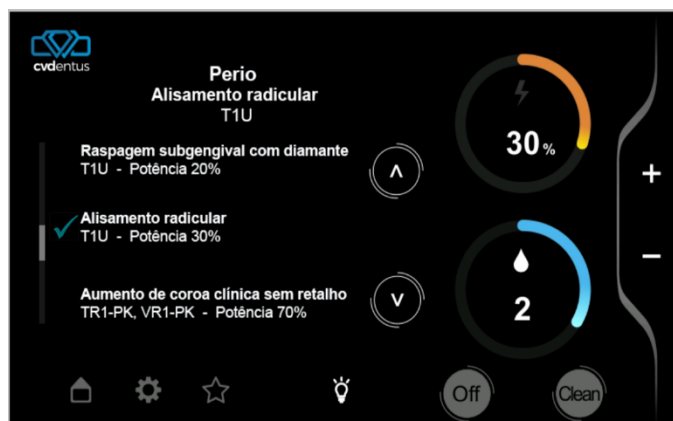 cvdentus
Perio
Alisamento radicular
T1U
Raspagem subgengival com diamante
T1U - Potência 20%
Alisamento radicular
T1U - Potência 30%
Aumento de coroa clínica sem retalho
TR1-PK, VR1-PK - Potência 70%
30%
+
−
2
Off
Clean